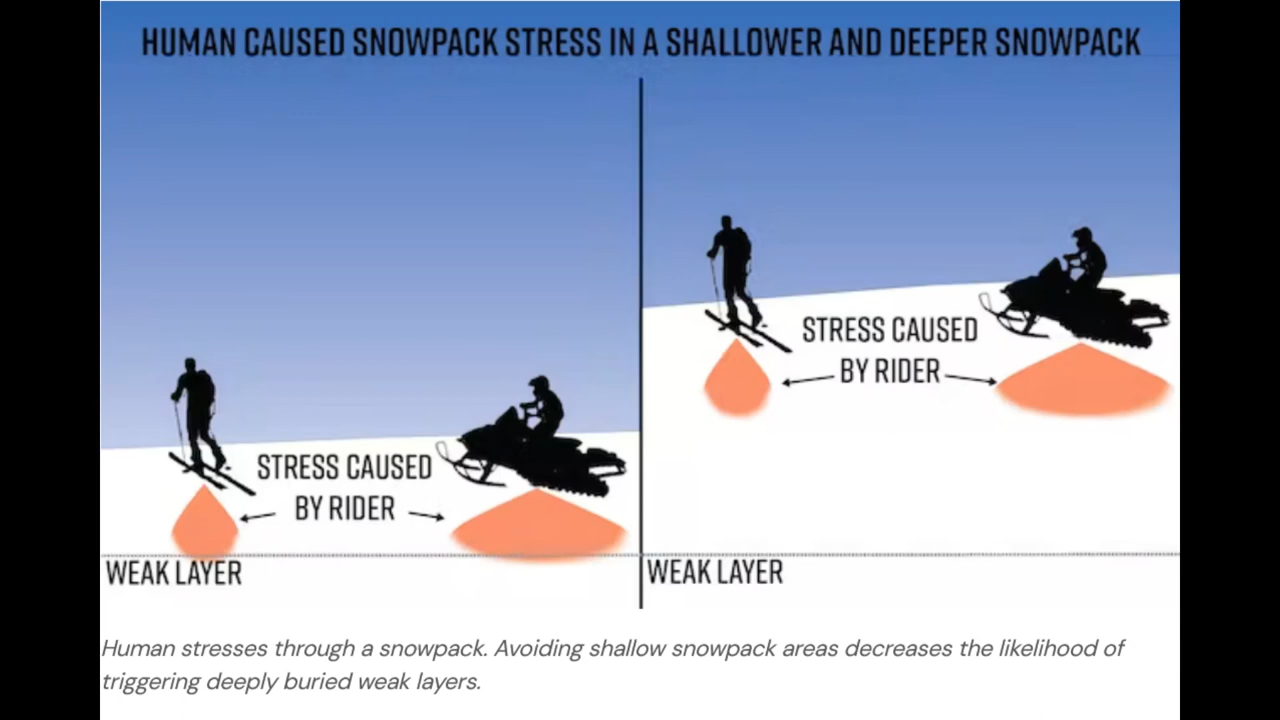 HUMAN CAUSED SNOWPACK STRESS IN A SHALLOWER AND DEEPER SNOWPACK
STRESS CAUSED
BY RIDER
WEAK LAYER
STRESS CAUSED
BY RIDER
WEAK LAYER
Human stresses through a snowpack. Avoiding shallow snowpack areas decreases the likelihood of
triggering deeply buried weak layers.